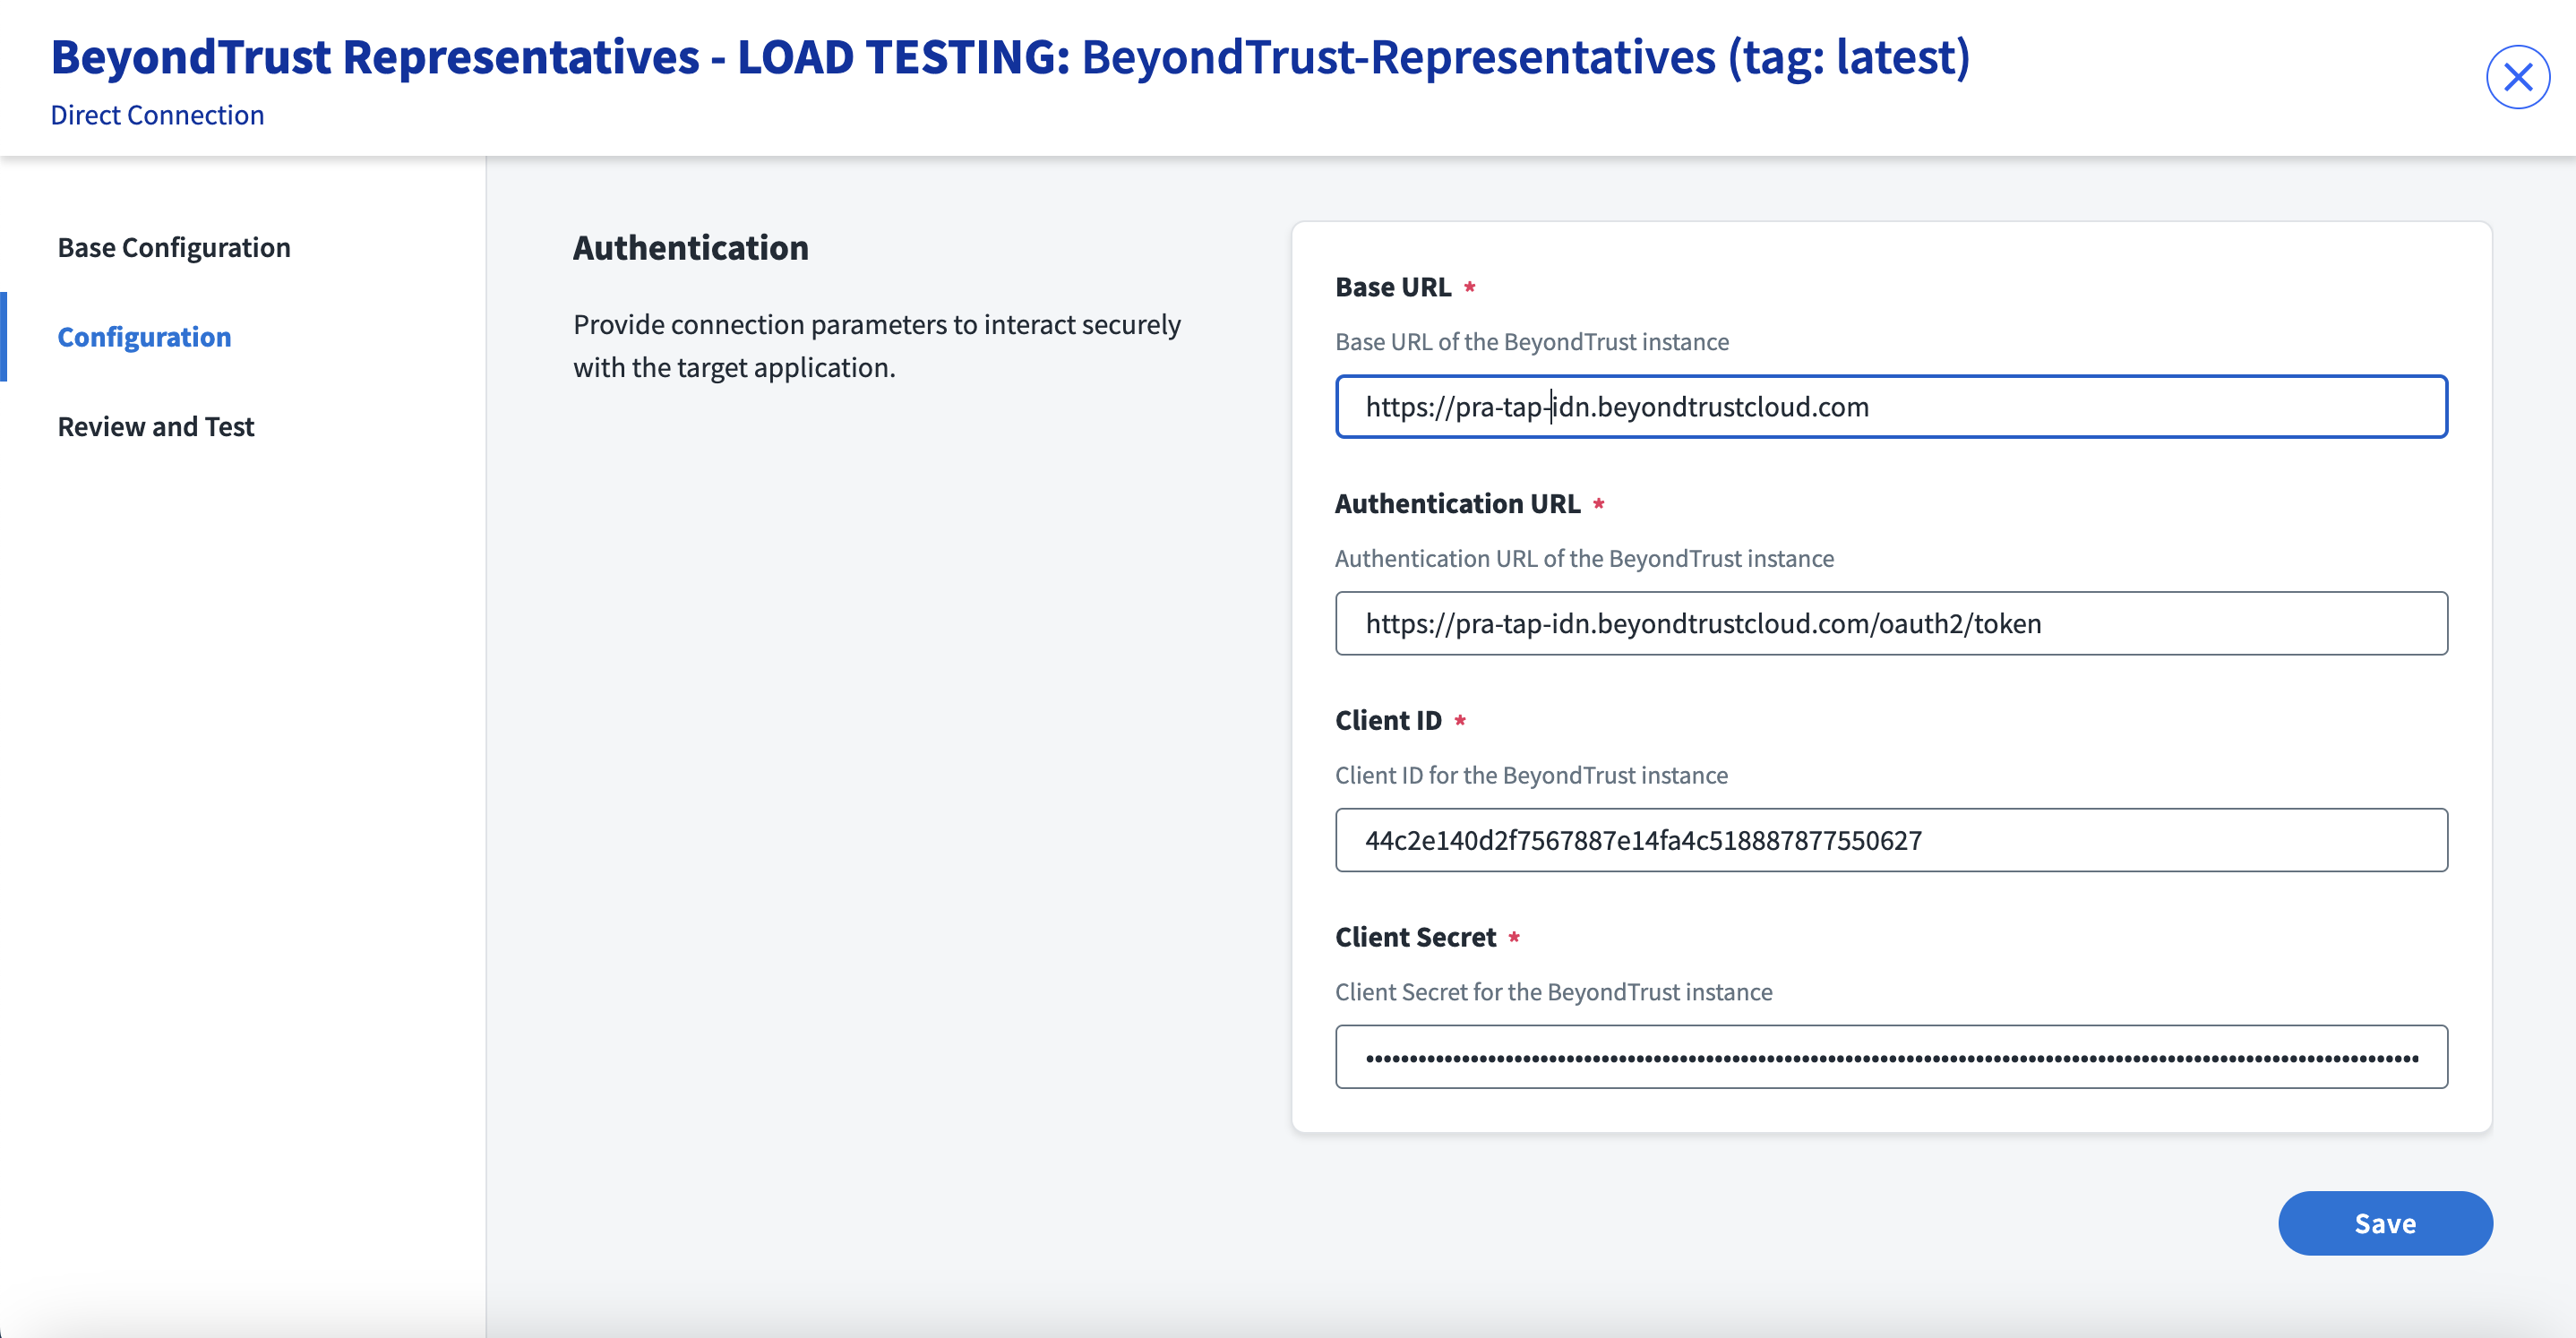 BeyondTrust Representatives - LOAD TESTING: BeyondTrust-Representatives (tag: latest)
Direct Connection
Base Configuration
Configuration
Review and Test
Authentication
Provide connection parameters to interact securely
with the target application.
Base URL *
Base URL of the BeyondTrust instance
https://pra-tap-idn.beyondtrustcloud.com
Authentication URL *
Authentication URL of the BeyondTrust instance
https://pra-tap-idn.beyondtrustcloud.com/oauth2/token
Client ID *
Client ID for the BeyondTrust instance
44c2e140d2f7567887e14fa4c518887877550627
Client Secret *
Client Secret for the BeyondTrust instance
Save